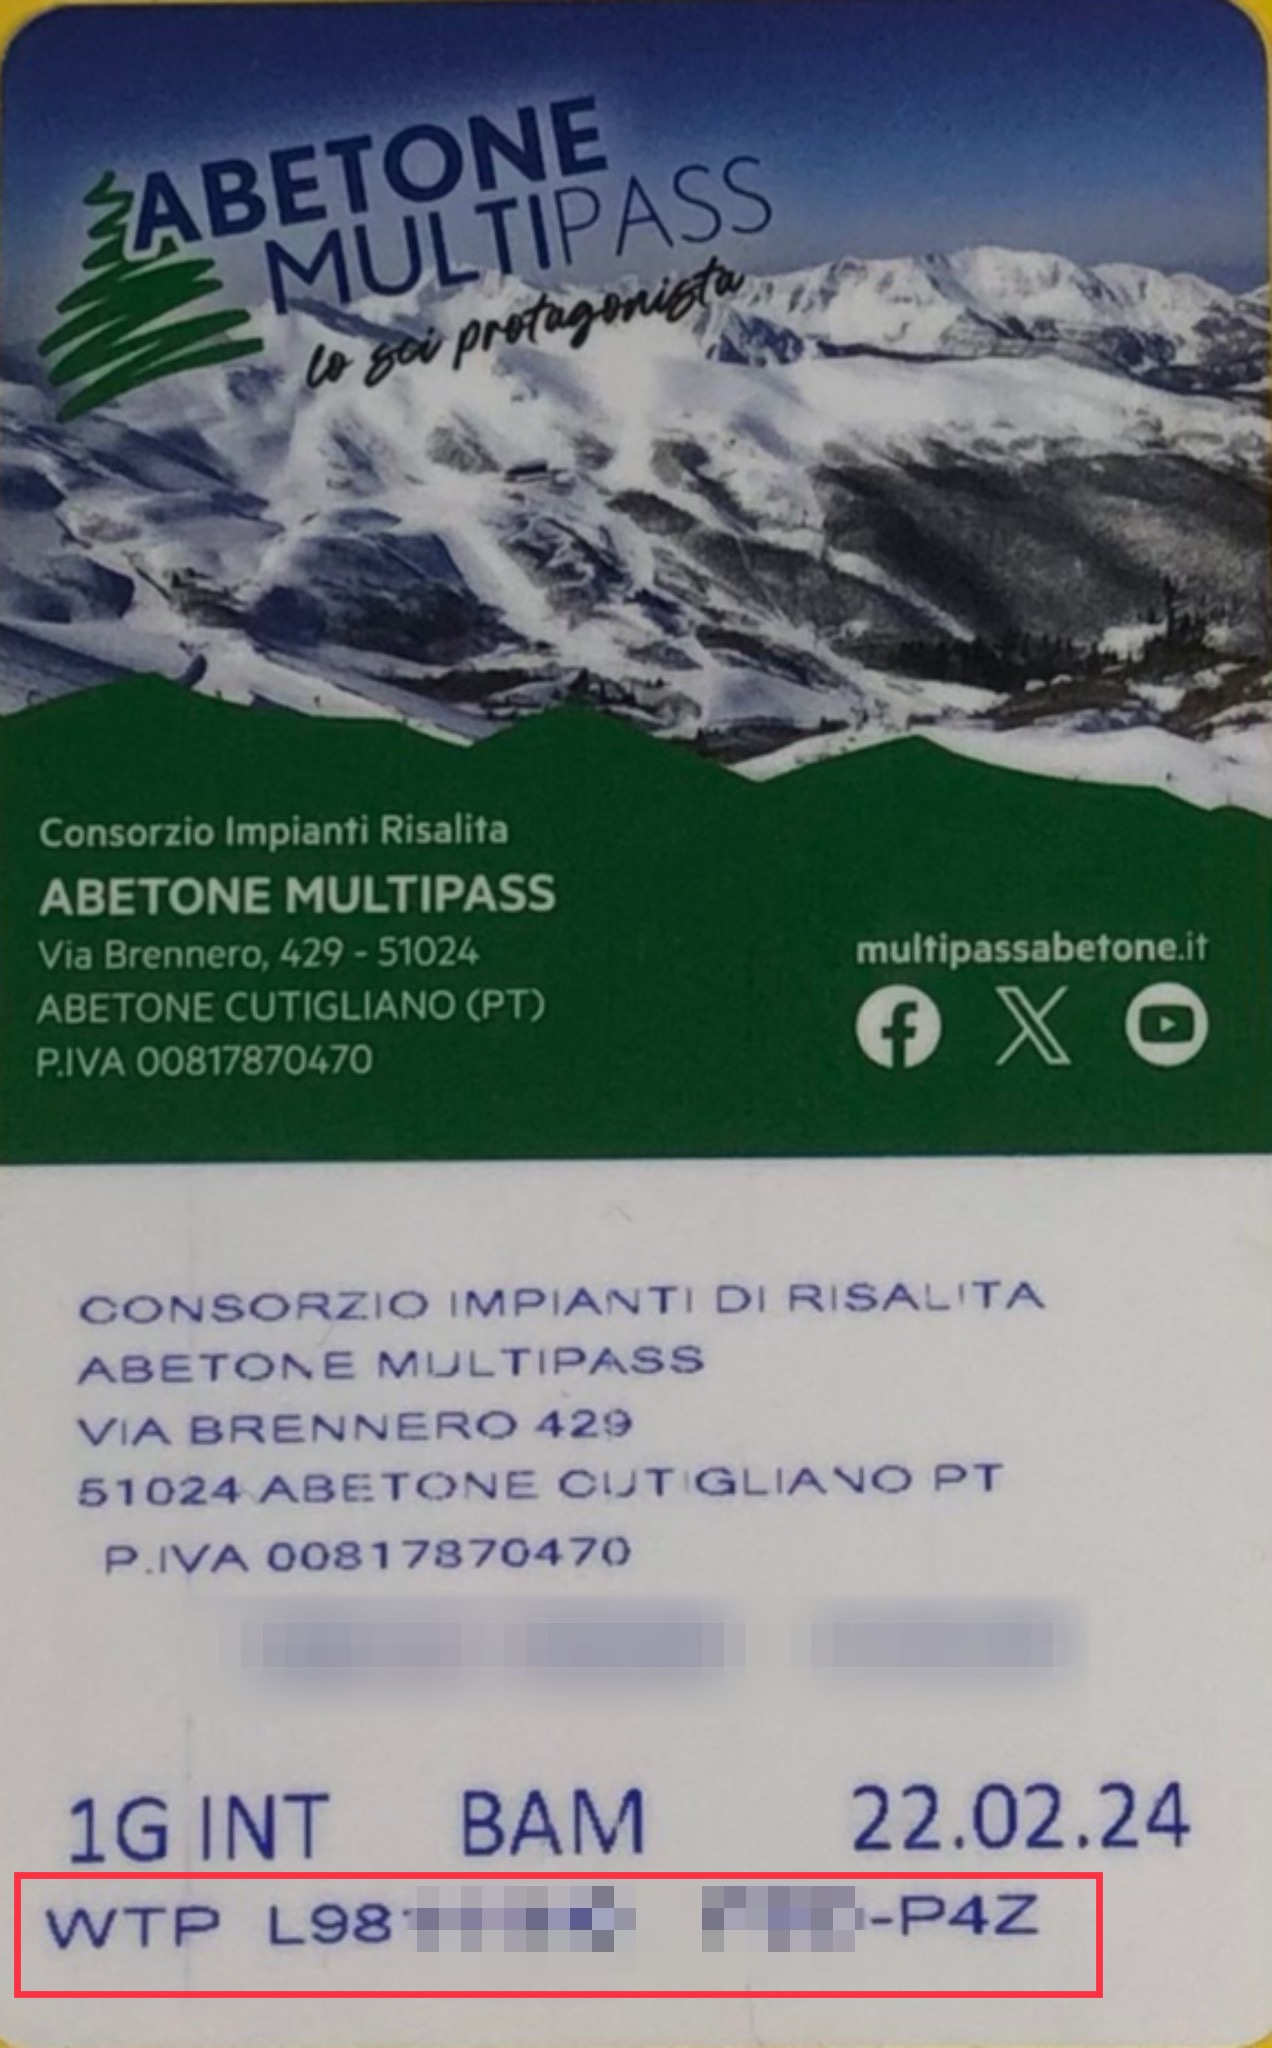 ABETONE
MULTIPASS
lo sci protagonista
Consorzio Impianti Risalita
ABETONE MULTIPASS
Via Brennero, 429 - 51024
ABETONE CUTIGLIANO (PT)
P.IVA 00817870470
multipassabetone.it
CONSORZIO IMPIANTI DI RISALITA
ABETONE MULTIPASS
VIA BRENNERO 429
51024 ABETONE CUTIGLIANO PT
P.IVA 00817870470
1G INT BAM 22.02.24
WTP L98 -P4Z